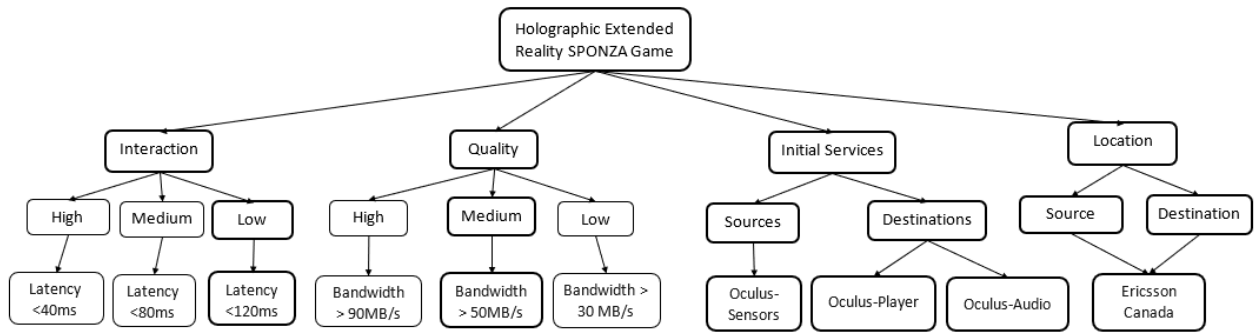 Holographic Extended
Reality SPONZA Game
Interaction
Quality
Initial Services
Location
High
Medium
Low
High
Medium
Low
Sources
Destinations
Source
Destination
Latency
<40ms
Latency
<80ms
Latency
<120ms
Bandwidth
> 90MB/s
Bandwidth
> 50MB/s
Bandwidth >
30 MB/s
Oculus-
Sensors
Oculus-Player
Oculus-Audio
Ericsson
Canada